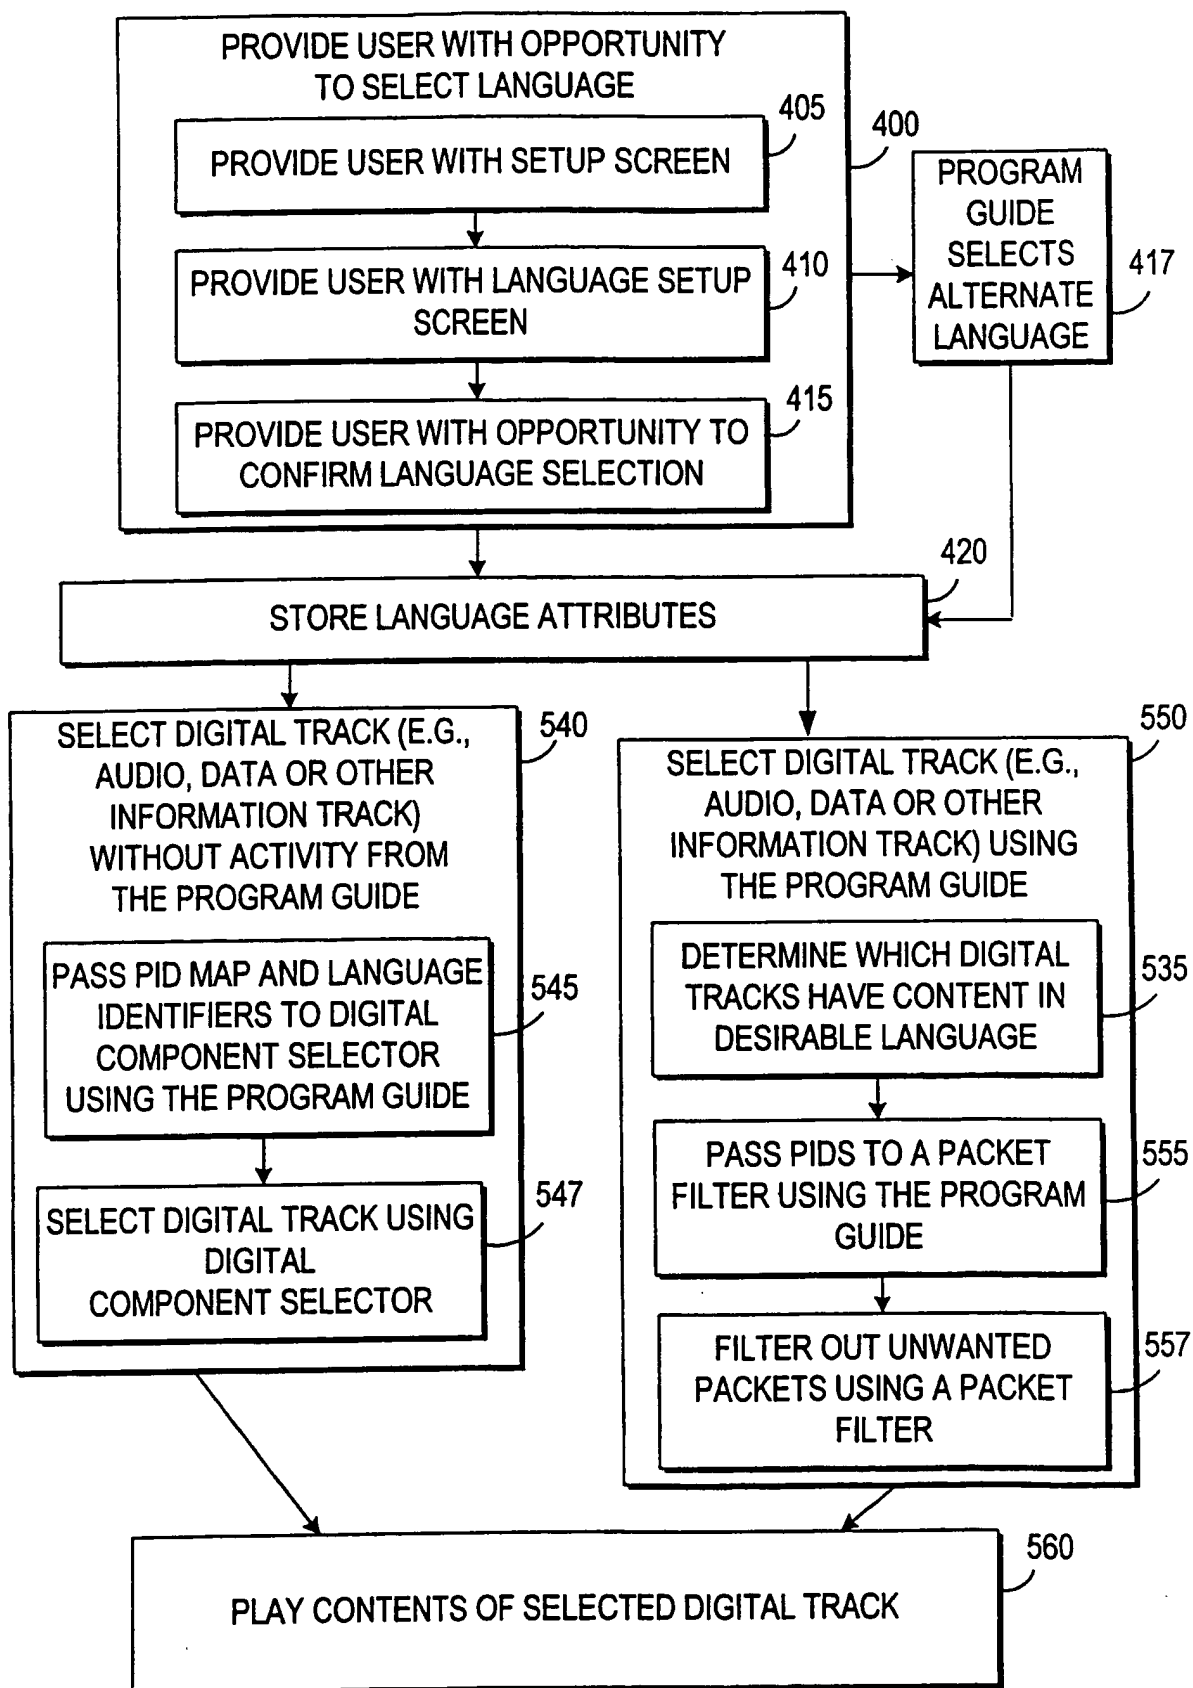 PROVIDE USER WITH OPPORTUNITY
TO SELECT LANGUAGE
405
400
PROVIDE USER WITH SETUP SCREEN
PROGRAM
GUIDE
SELECTS
ALTERNATE
LANGUAGE
417
410
PROVIDE USER WITH LANGUAGE SETUP
SCREEN
415
PROVIDE USER WITH OPPORTUNITY TO
CONFIRM LANGUAGE SELECTION
420
STORE LANGUAGE ATTRIBUTES
540
SELECT DIGITAL TRACK (E.G.,
AUDIO, DATA OR OTHER
INFORMATION TRACK)
WITHOUT ACTIVITY FROM
THE PROGRAM GUIDE
545
PASS PID MAP AND LANGUAGE
IDENTIFIERS TO DIGITAL
COMPONENT SELECTOR
USING THE PROGRAM GUIDE
547
SELECT DIGITAL TRACK USING
DIGITAL
COMPONENT SELECTOR
550
SELECT DIGITAL TRACK (E.G.,
AUDIO, DATA OR OTHER
INFORMATION TRACK) USING
THE PROGRAM GUIDE
535
DETERMINE WHICH DIGITAL
TRACKS HAVE CONTENT IN
DESIRABLE LANGUAGE
555
PASS PIDS TO A PACKET
FILTER USING THE PROGRAM
GUIDE
557
FILTER OUT UNWANTED
PACKETS USING A PACKET
FILTER
560
PLAY CONTENTS OF SELECTED DIGITAL TRACK